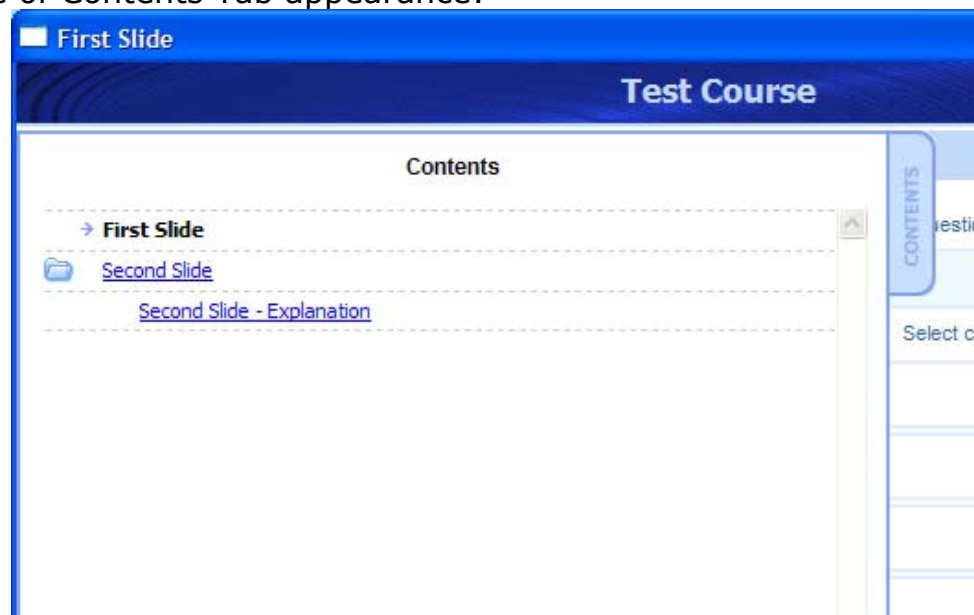 of Contents Tab appearance:
First Slide
Test Course
Contents
CONTENTS
First Slide
Second Slide
Second Slide - Explanation
Select